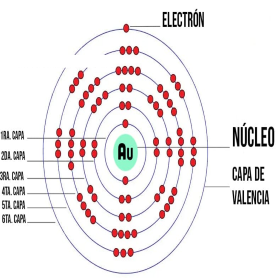 ELECTRÓN
Au
NÚCLEO
CAPA DE
VALENCIA
1RA. CAPA
2DA. CAPA
3RA. CAPA
4TA. CAPA
5TA. CAPA
6TA. CAPA